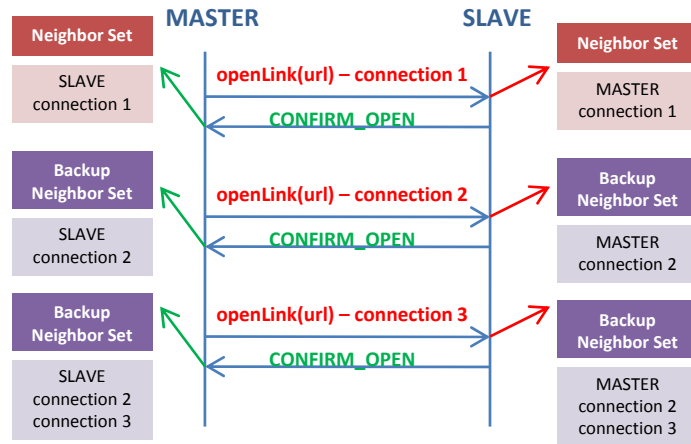 MASTER
SLAVE
Neighbor Set
SLAVE
connection 1
openLink(url) – connection 1
CONFIRM_OPEN
Neighbor Set
MASTER
connection 1
Backup
Neighbor Set
SLAVE
connection 2
openLink(url) – connection 2
CONFIRM_OPEN
Backup
Neighbor Set
MASTER
connection 2
Backup
Neighbor Set
SLAVE
connection 2
connection 3
openLink(url) – connection 3
CONFIRM_OPEN
Backup
Neighbor Set
MASTER
connection 2
connection 3